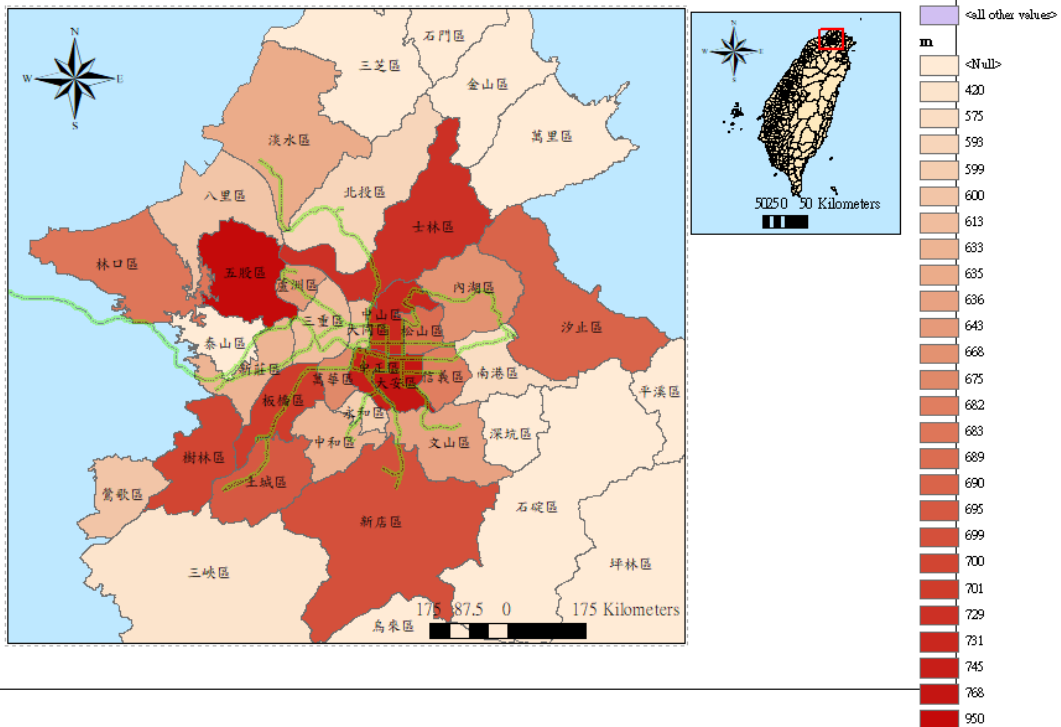 N
W E
S
石門區
三芝區
金山區
萬里區
淡水區
八里區
北投區
士林區
林口區
五股區
蘆洲區
內湖區
汐止區
三重區
中山區
大同區
松山區
泰山區
新莊區
萬華區
中正區
大安區
信義區
南港區
平溪區
板橋區
永和區
中和區
文山區
深坑區
樹林區
土城區
鶯歌區
新店區
石碇區
三峽區
坪林區
烏來區
175 87.5 0 175 Kilometers
N
W E
S
50250 50 Kilometers
<all other values>
m
<Null>
420
575
593
599
600
613
633
635
636
643
668
675
682
683
689
690
695
699
700
701
729
731
745
768
950